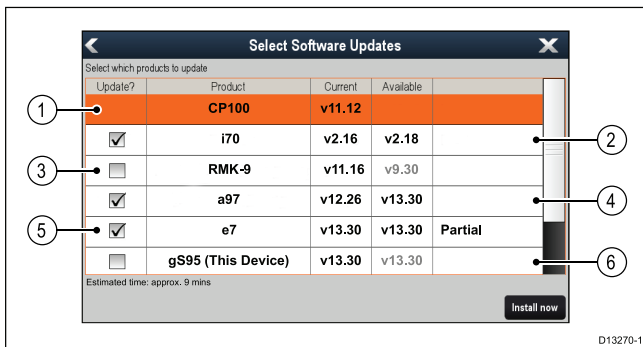 Select Software Updates
Select which products to update
Update? Product Current Available
1 CP100 v11.12
i70 v2.16 v2.18 2
3 RMK-9 v11.16 v9.30
a97 v12.26 v13.30 4
5 e7 v13.30 v13.30 Partial
gS95 (This Device) v13.30 v13.30 6
Estimated time: approx. 9 mins
Install now
D13270-1